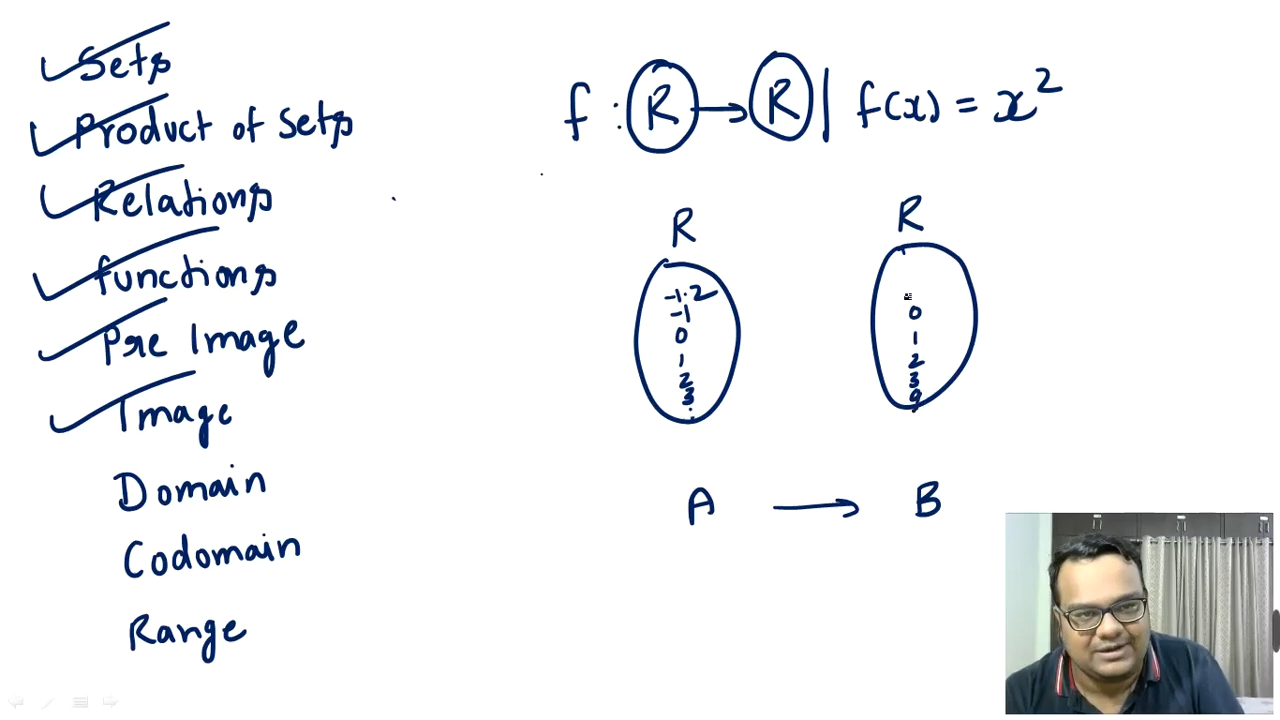 Sets
Product of Sets
Relations
functions
Pre Image
Image
Domain
Codomain
Range
f : R → R | f(x) = x²
R
-1.2
-1
0
1
2
3
R
0
1
2
3
9
A → B